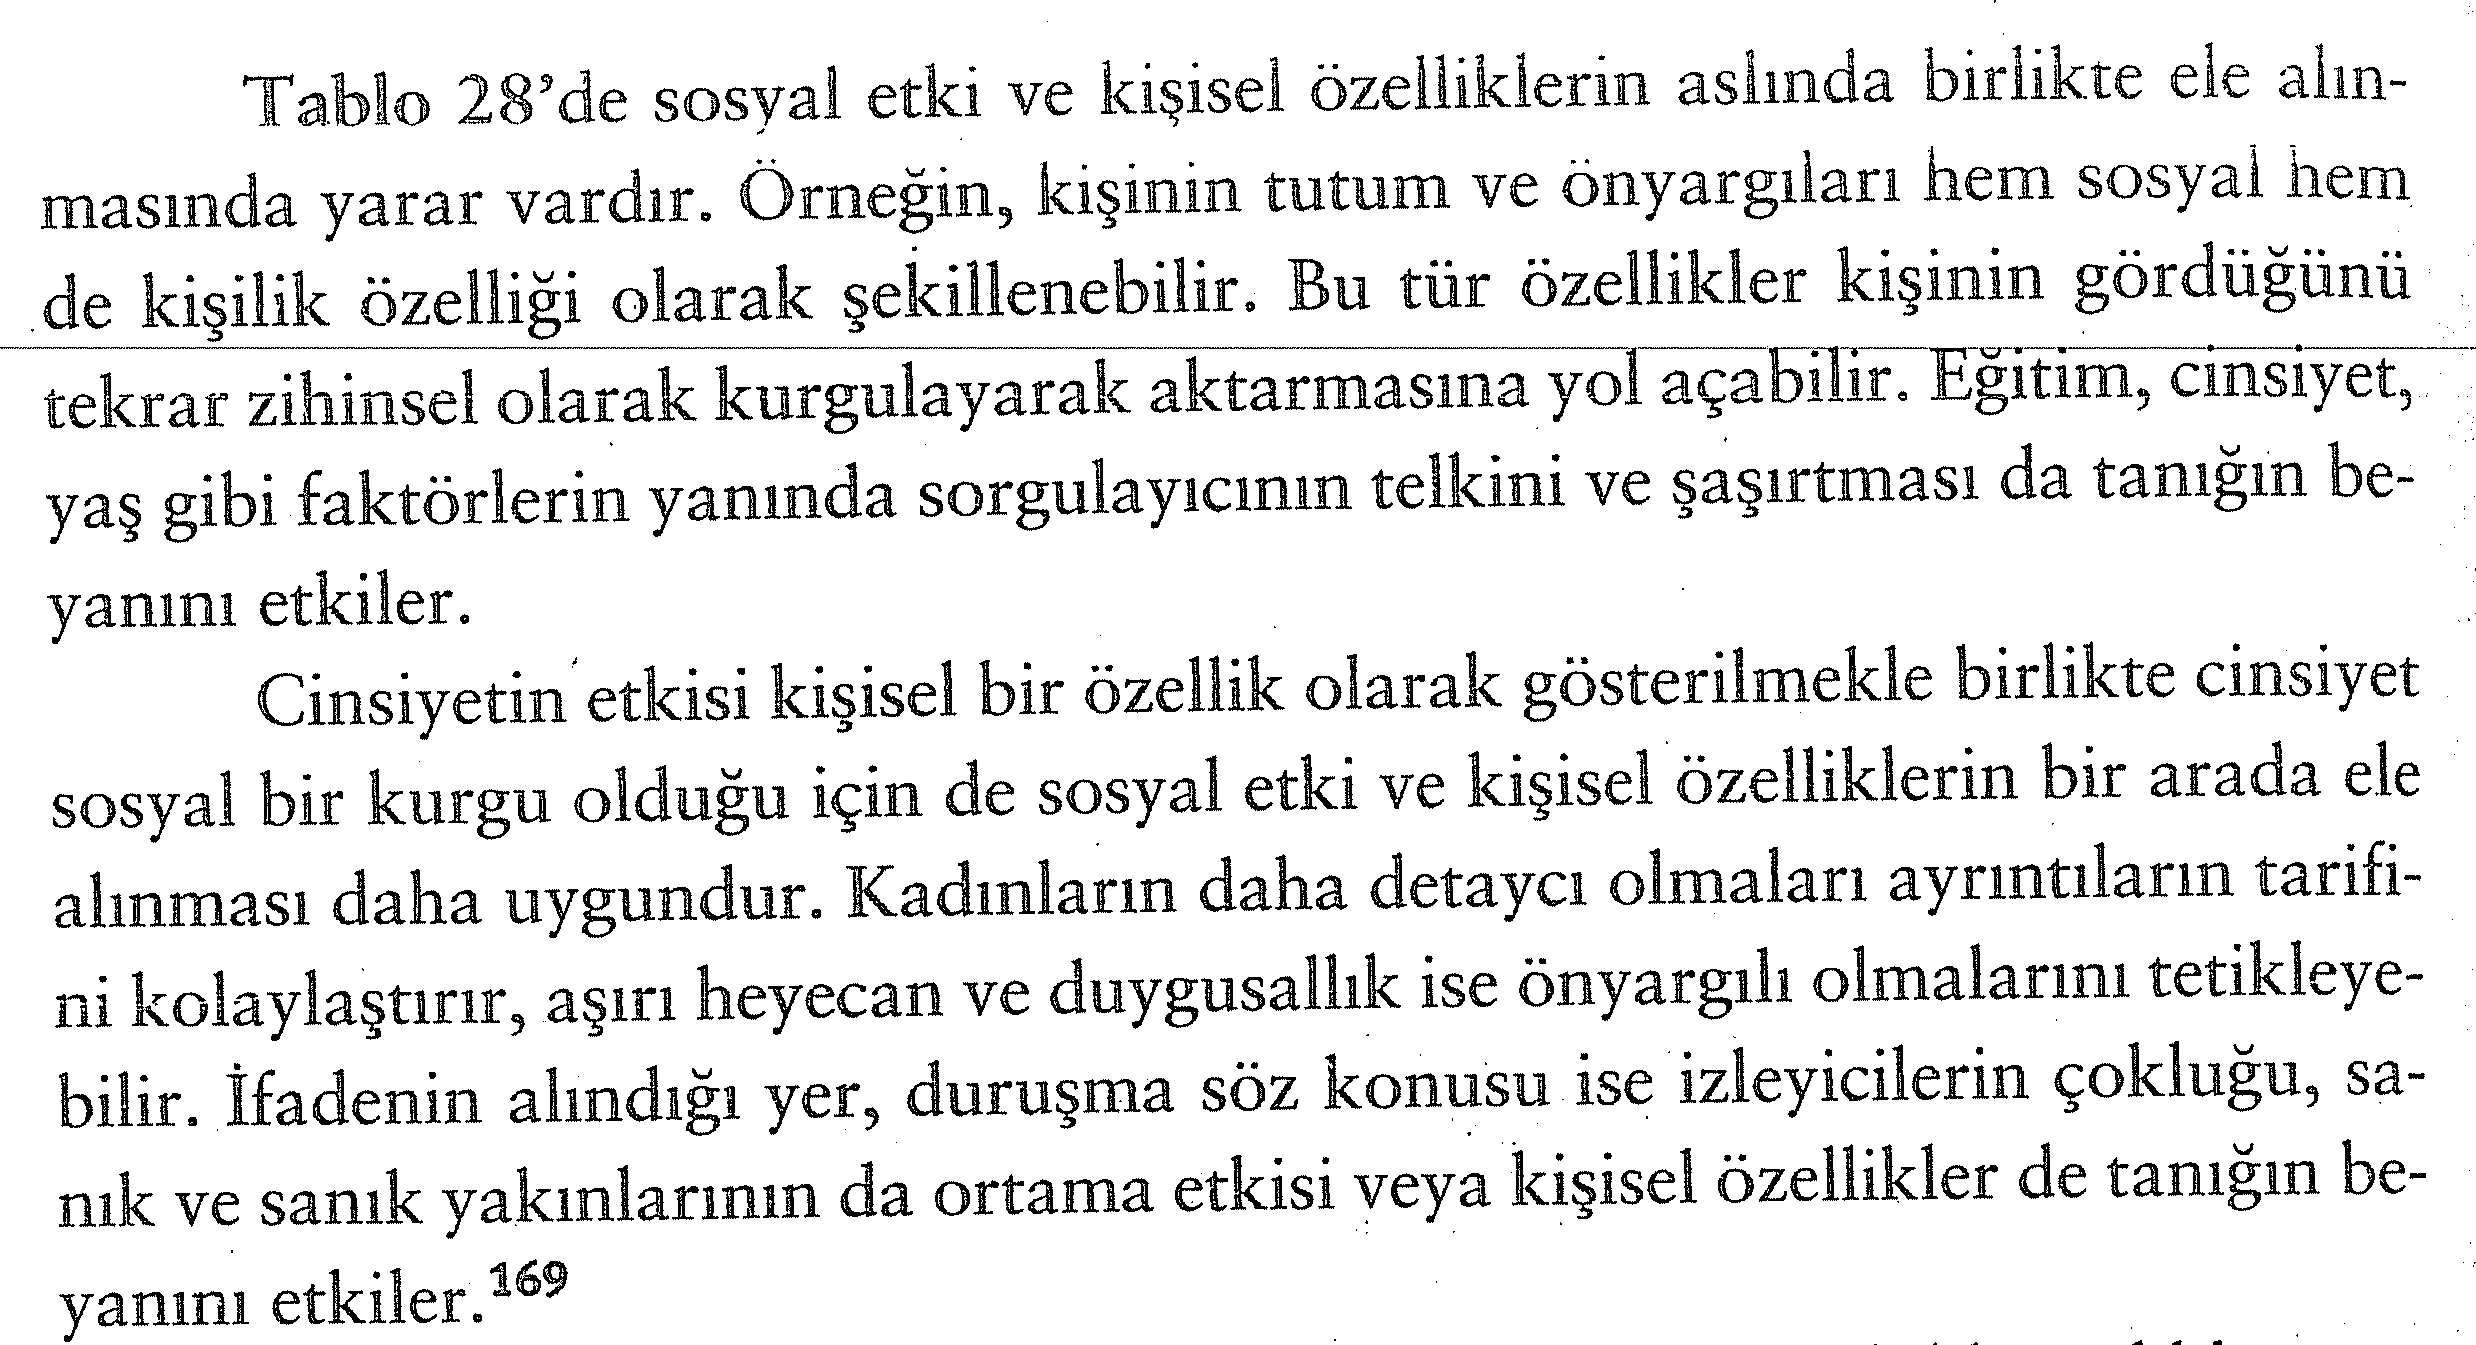 Tablo 28’de sosyal etki ve kişisel özelliklerin aslında birlikte ele alın-
masında yarar vardır. Örneğin, kişinin tutum ve önyargıları hem sosyal hem
de kişilik özelliği olarak şekillenebilir. Bu tür özellikler kişinin gördüğünü
tekrar zihinsel olarak kurgulayarak aktarmasına yol açabilir. Eğitim, cinsiyet,
yaş gibi faktörlerin yanında sorgulayıcının telkini ve şaşırtması da tanığın be-
yanını etkiler.
Cinsiyetin etkisi kişisel bir özellik olarak gösterilmekle birlikte cinsiyet
sosyal bir kurgu olduğu için de sosyal etki ve kişisel özelliklerin bir arada ele
alınması daha uygundur. Kadınların daha detaycı olmaları ayrıntıların tarifi-
ni kolaylaştırır, aşırı heyecan ve duygusallık ise önyargılı olmalarını tetikleye-
bilir. İfadenin alındığı yer, duruşma söz konusu ise izleyicilerin çokluğu, sa-
nık ve sanık yakınlarının da ortama etkisi veya kişisel özellikler de tanığın be-
yanını etkiler.169